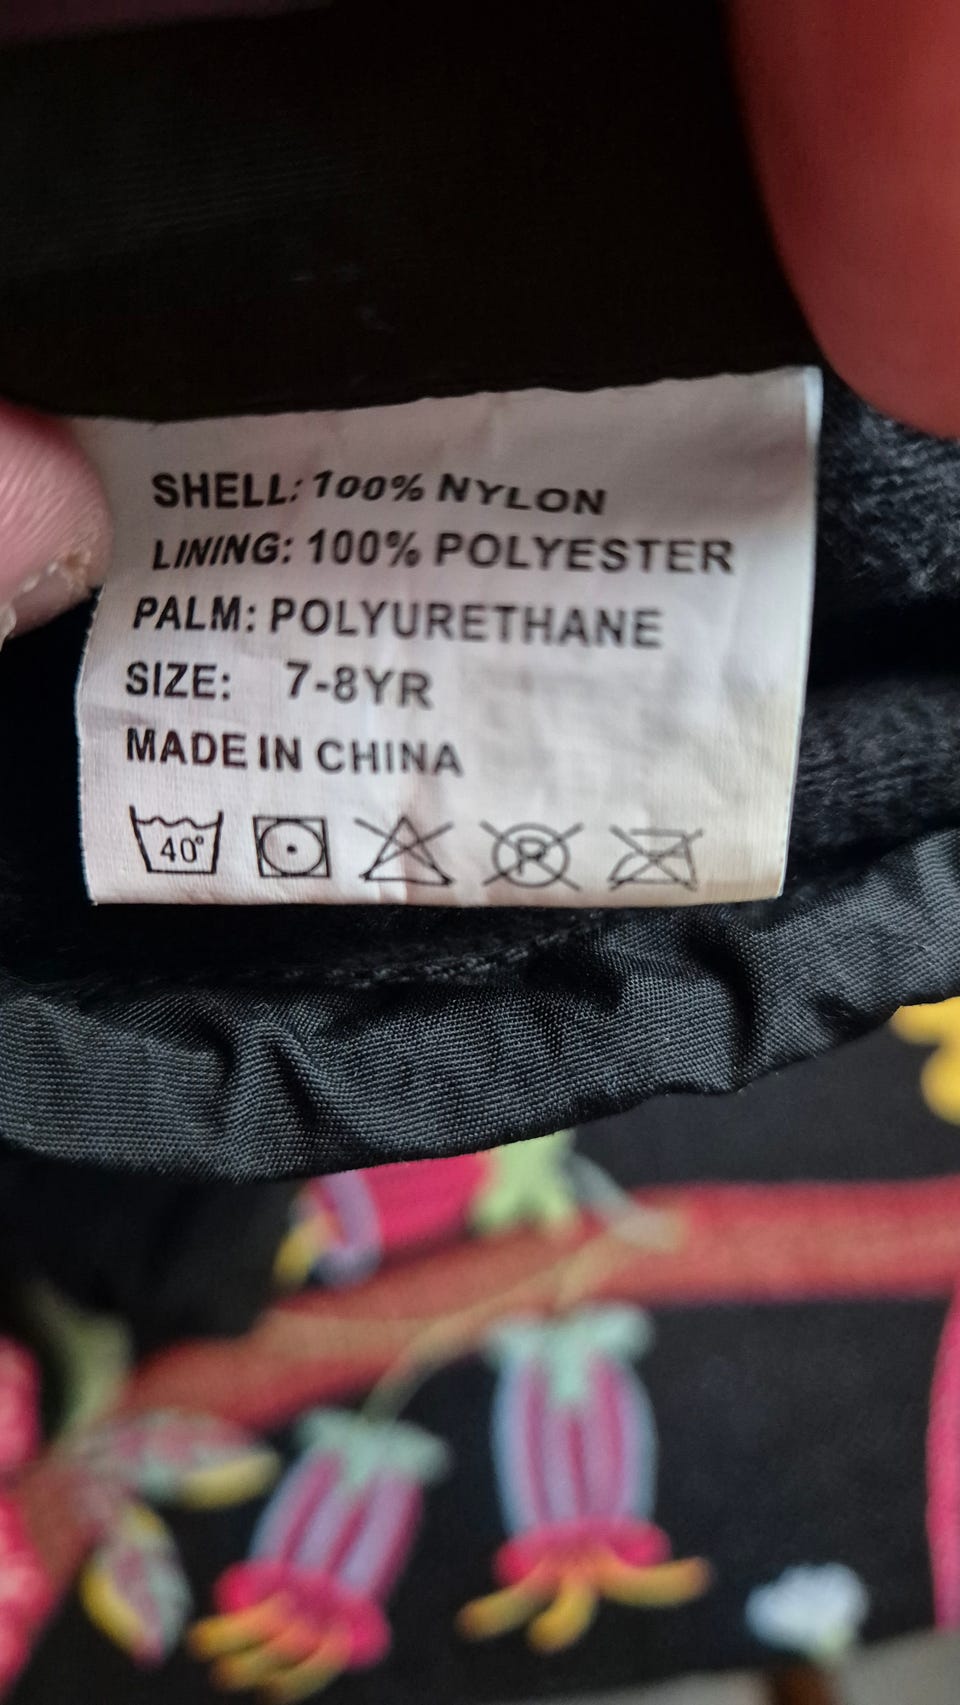 SHELL: 100% NYLON
LINING: 100% POLYESTER
PALM: POLYURETHANE
SIZE: 7-8YR
MADE IN CHINA
40° P